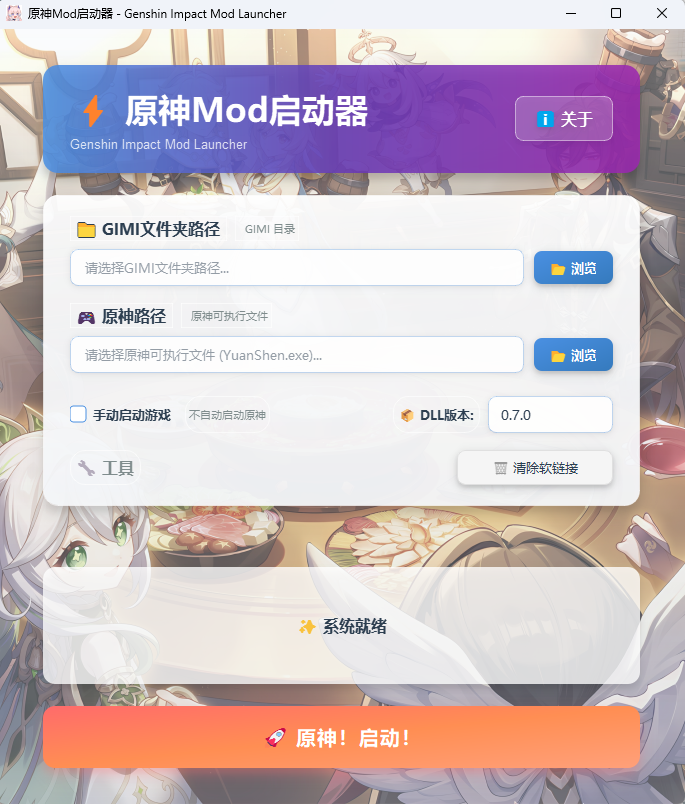 原神Mod启动器 - Genshin Impact Mod Launcher
原神Mod启动器
Genshin Impact Mod Launcher
关于
GIMI文件夹路径 GIMI 目录
请选择GIMI文件夹路径...
浏览
原神路径 原神可执行文件
请选择原神可执行文件 (YuanShen.exe)...
浏览
手动启动游戏 不自动启动原神
DLL版本: 0.7.0
工具
清除软链接
系统就绪
原神！启动！